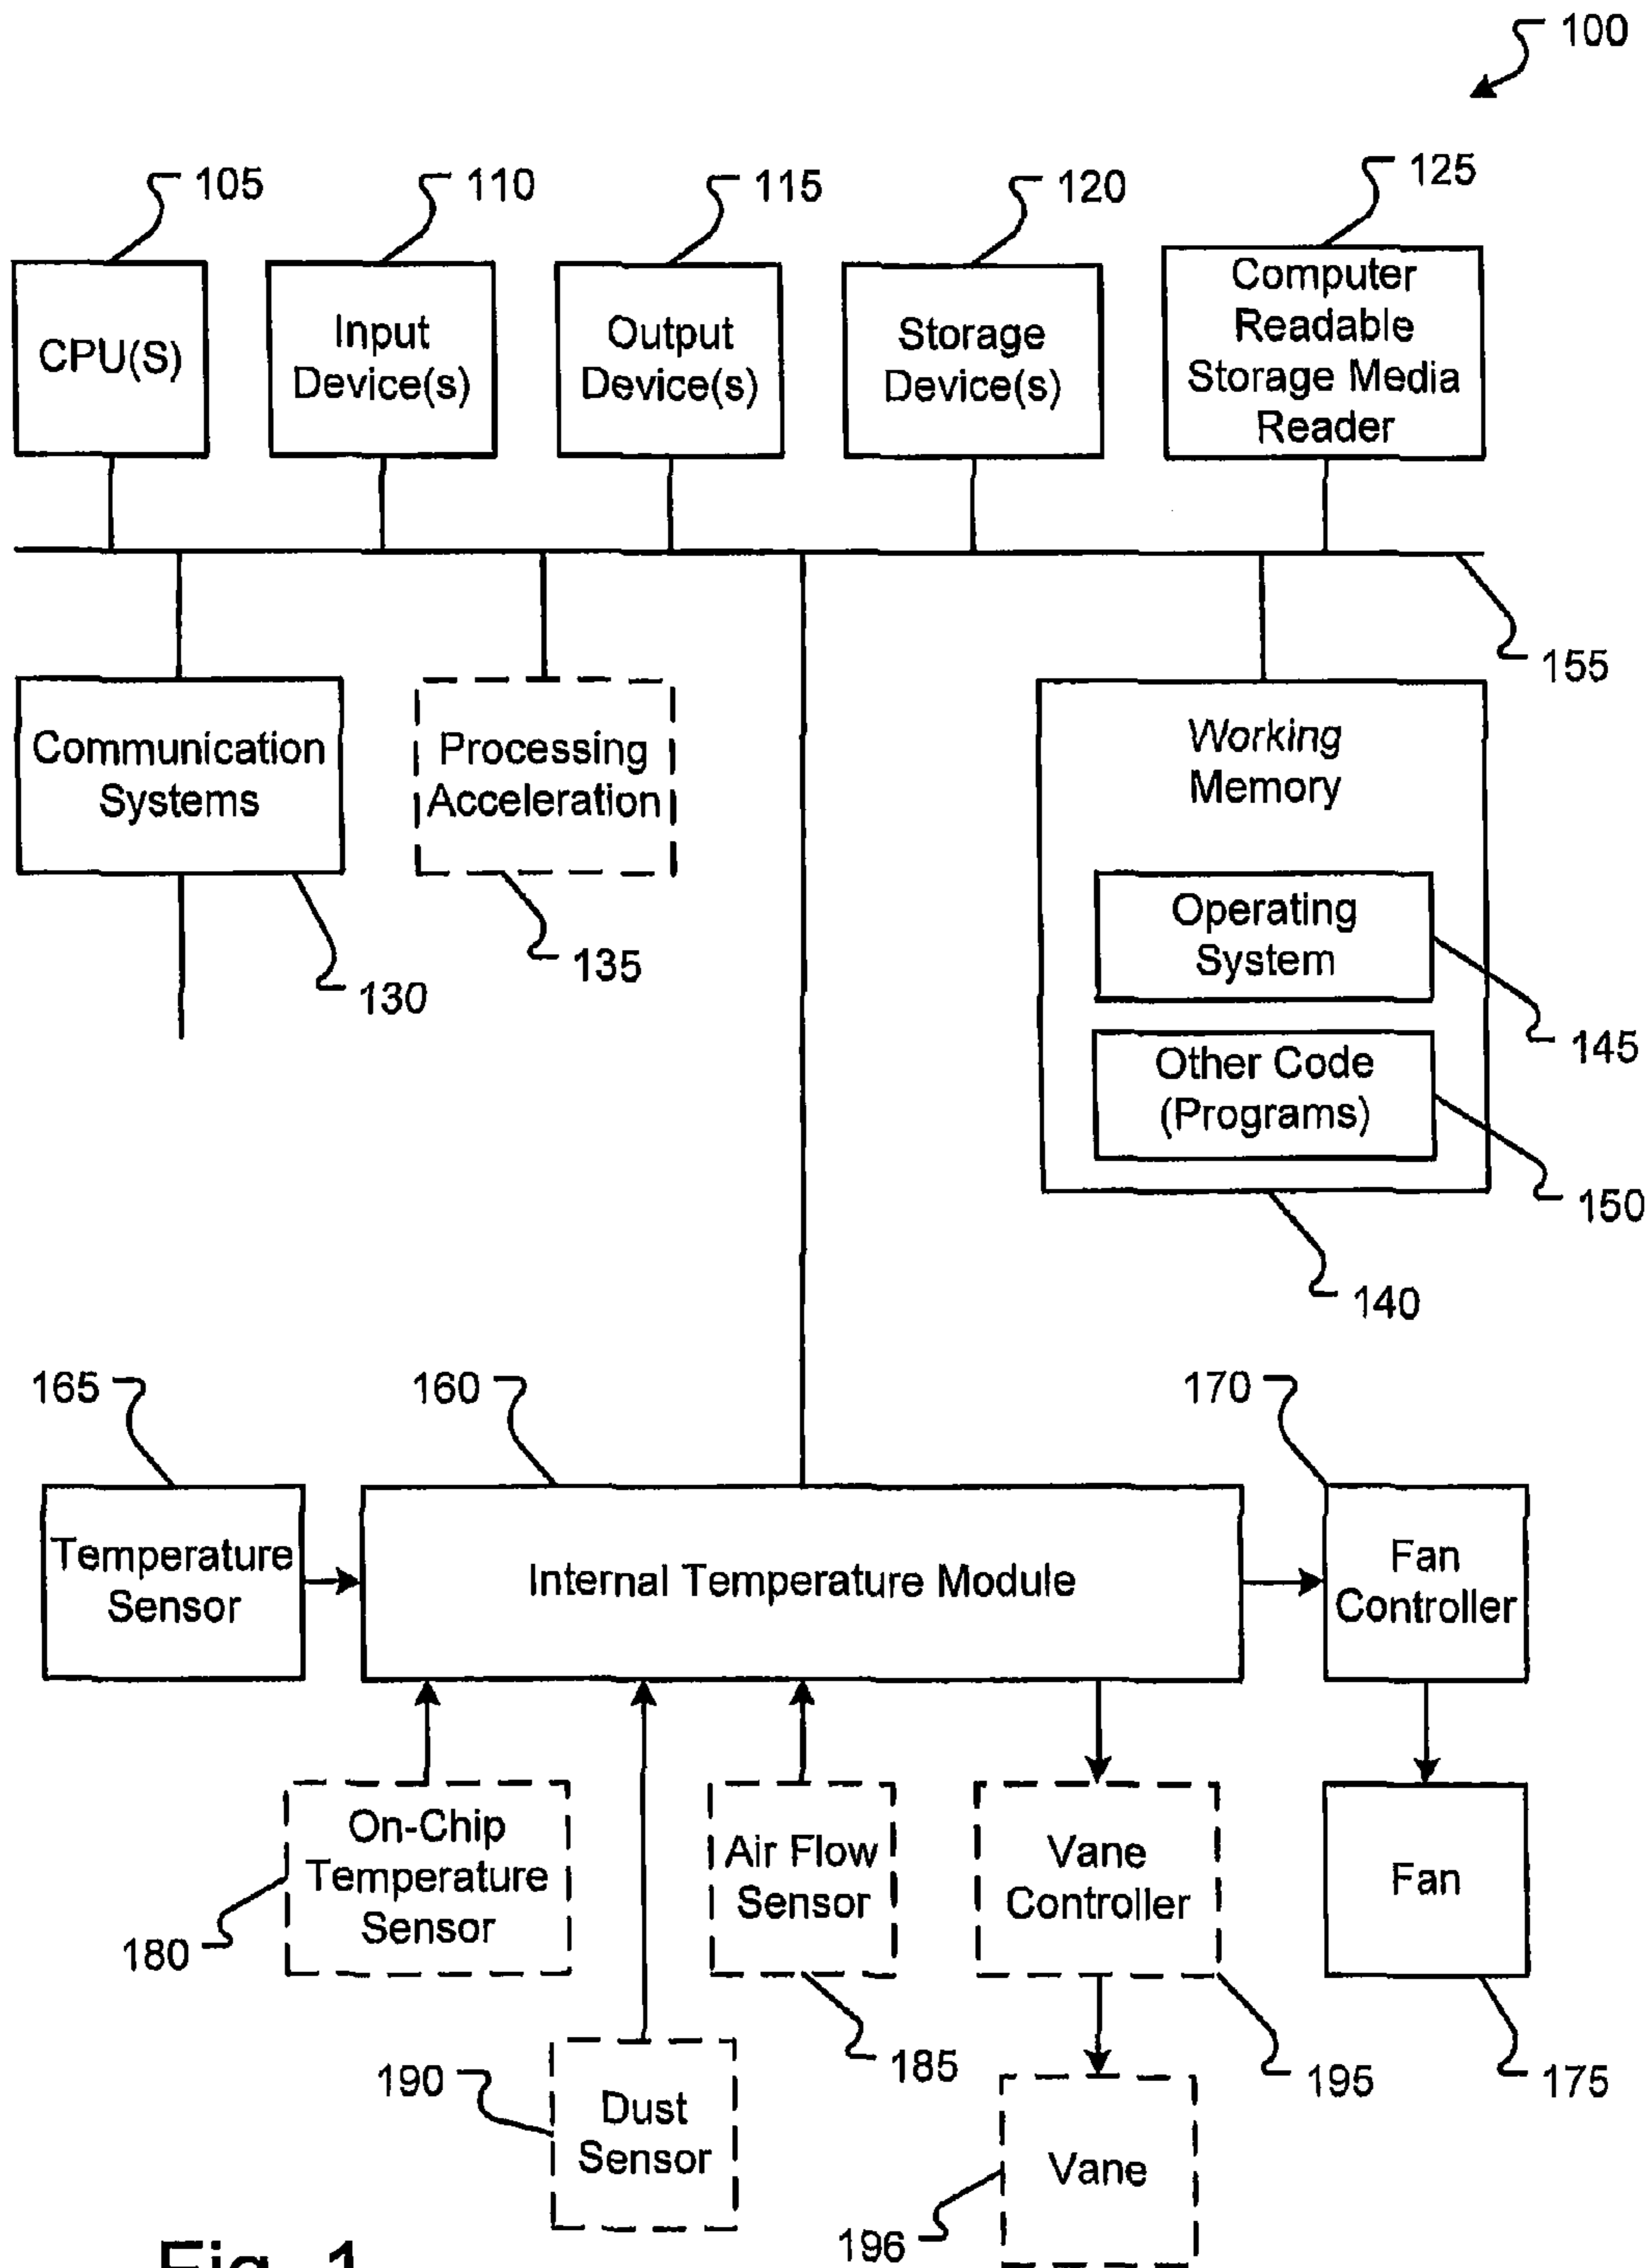 100
105
110
115
120
125
CPU(S)
Input
Device(s)
Output
Device(s)
Storage
Device(s)
Computer
Readable
Storage Media
Reader
155
Communication
Systems
130
Processing
Acceleration
135
Working
Memory
Operating
System
145
Other Code
(Programs)
150
140
165
160
170
Temperature
Sensor
Internal Temperature Module
Fan
Controller
On-Chip
Temperature
Sensor
180
Air Flow
Sensor
185
Vane
Controller
195
Fan
175
190
Dust
Sensor
Vane
196
Fig. 1